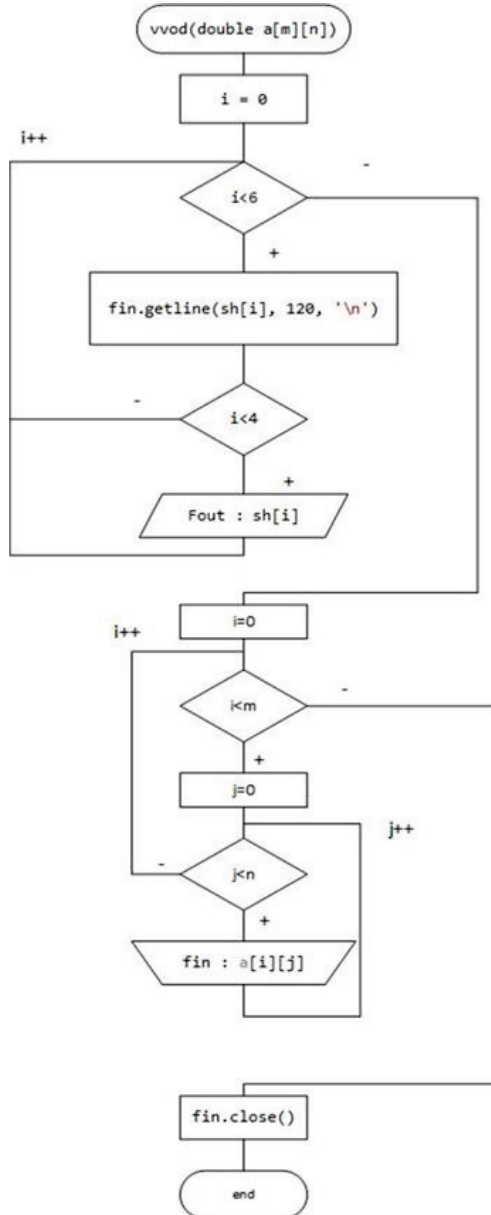 vvod(double a[m][n])
i = 0
i++
-
i<6
+
fin.getline(sh[i], 120, '\n')
-
i<4
+
Fout : sh[i]
i=0
i++
-
i<m
+
j=0
j++
-
j<n
+
fin : a[i][j]
fin.close()
end